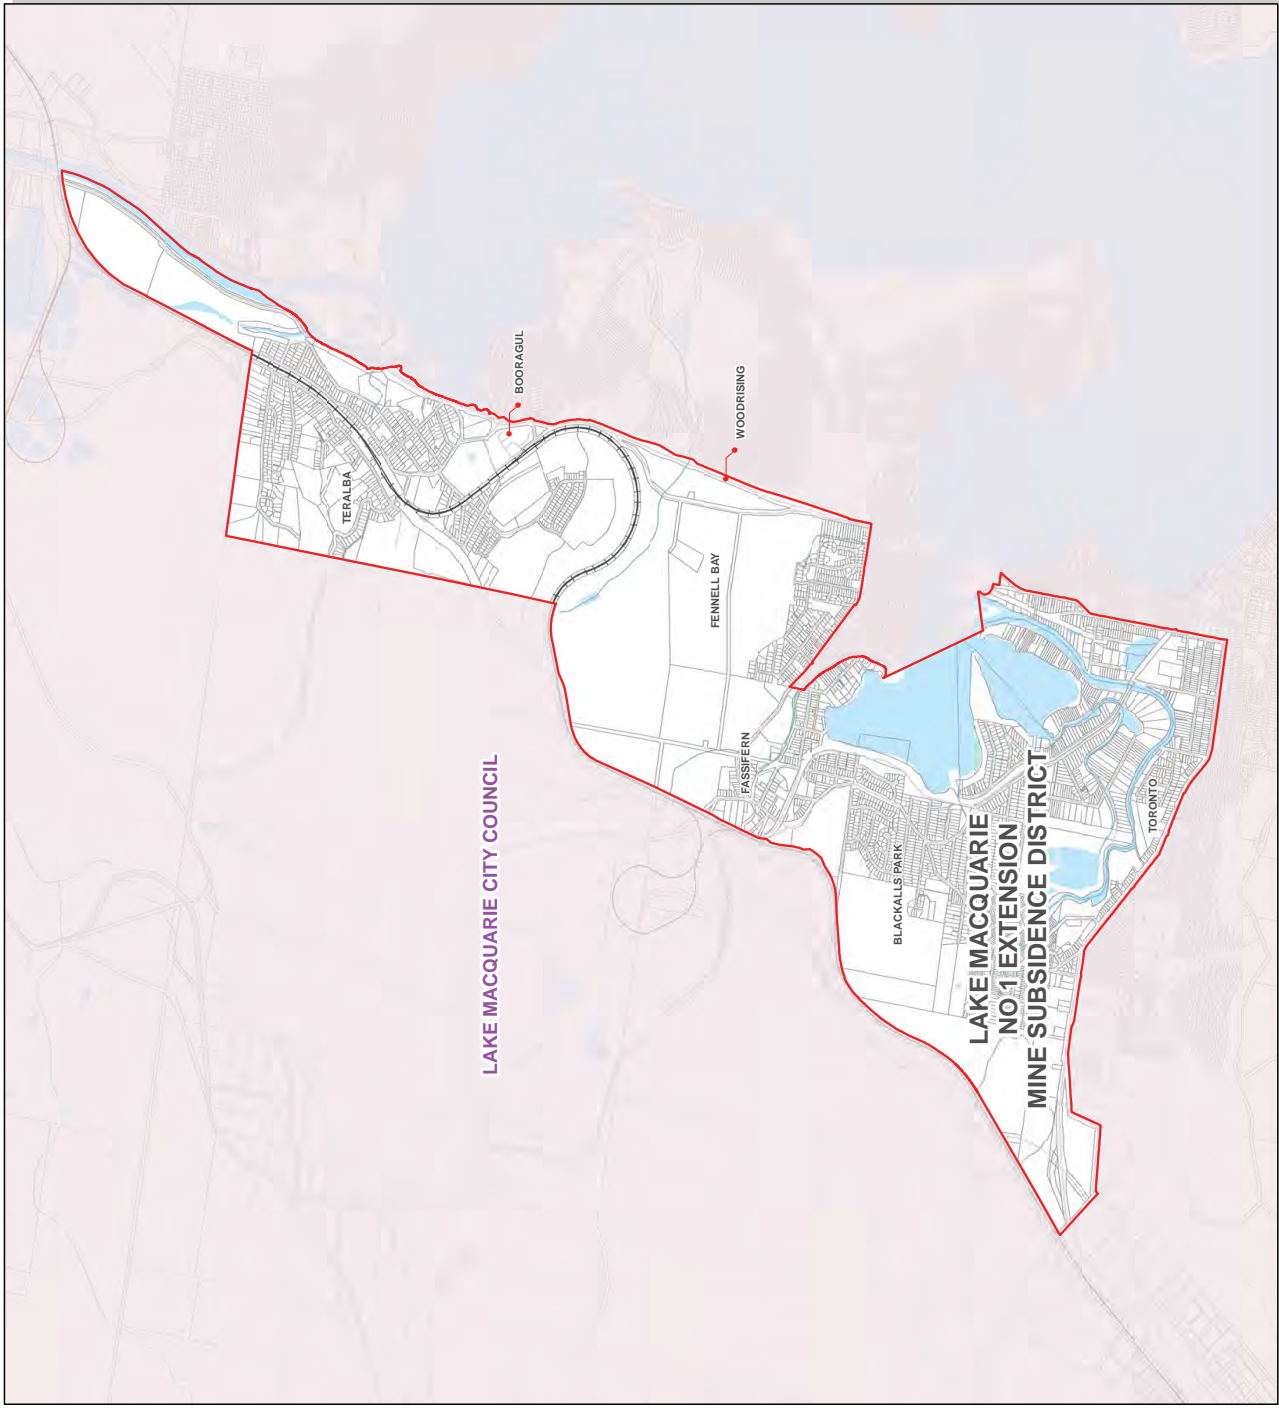 LAKE MACQUARIE CITY COUNCIL
TERALBA
BOORAGUL
WOODRISING
FENNELL BAY
FASSIFERN
BLACKALLS PARK
LAKE MACQUARIE
NO 1 EXTENSION
MINE SUBSIDENCE DISTRICT
TORONTO